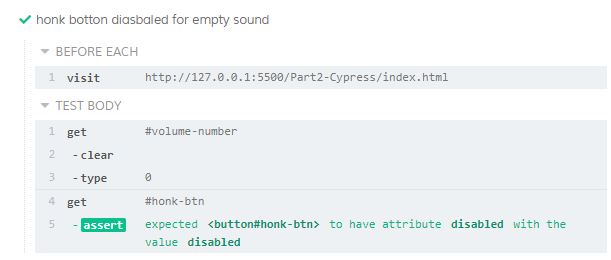 honk botton diasbaled for empty sound
BEFORE EACH
1 visit http://127.0.0.1:5500/Part2-Cypress/index.html
TEST BODY
1 get #volume-number
2 -clear
3 -type 0
4 get #honk-btn
5 -assert expected <button#honk-btn> to have attribute disabled with the
value disabled